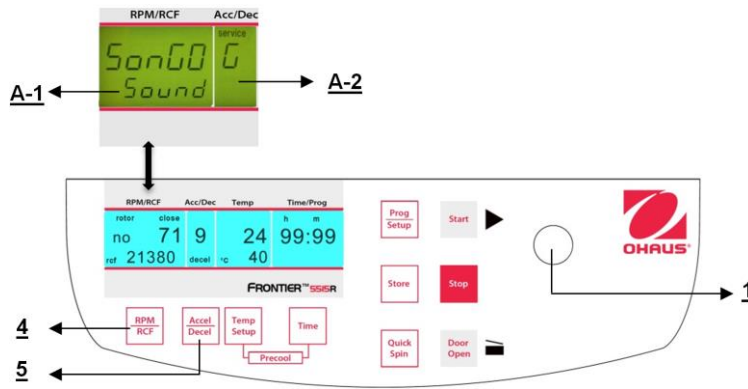 RPM/RCF Acc/Dec
service
SonG0 G
Sound
A-1
A-2
RPM/RCF Acc/Dec Temp Time/Prog
rotor close h m
no 71 9 24 99:99
rcf 21380 decel °C 40
FRONTIER™ 5515R
RPM
RCF
Accel
Decel
Temp
Setup
Time
Precool
4
5
Prog
Setup
Start
Store
Stop
Quick
Spin
Door
Open
OHAUS®
1